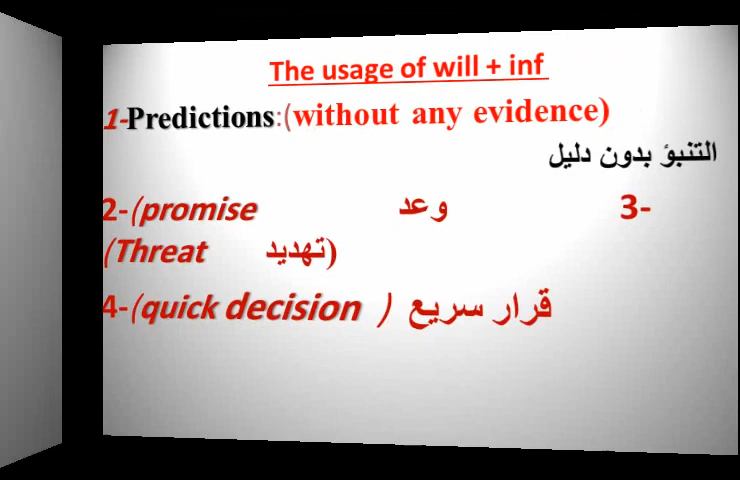 The usage of will + inf
1-Predictions:(without any evidence)
التنبؤ بدون دليل
2-(promise وعد 3-
(Threat تهديد)
4-(quick decision ) قرار سريع